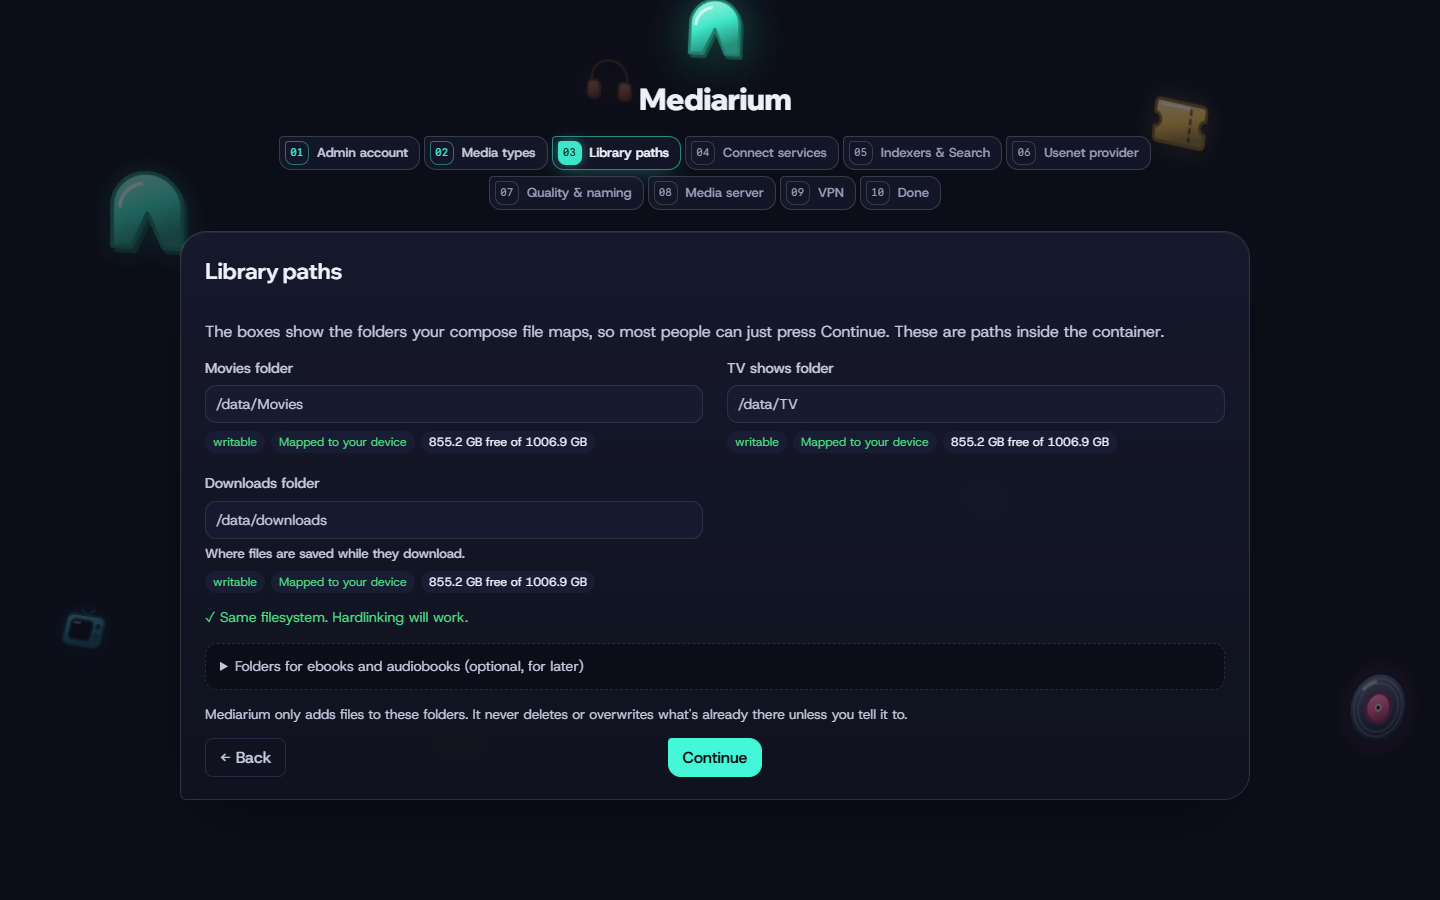 Mediarium
01 Admin account
02 Media types
03 Library paths
04 Connect services
05 Indexers & Search
06 Usenet provider
07 Quality & naming
08 Media server
09 VPN
10 Done
Library paths
The boxes show the folders your compose file maps, so most people can just press Continue. These are paths inside the container.
Movies folder
/data/Movies
writable Mapped to your device 855.2 GB free of 1006.9 GB
TV shows folder
/data/TV
writable Mapped to your device 855.2 GB free of 1006.9 GB
Downloads folder
/data/downloads
Where files are saved while they download.
writable Mapped to your device 855.2 GB free of 1006.9 GB
✓ Same filesystem. Hardlinking will work.
▶ Folders for ebooks and audiobooks (optional, for later)
Mediarium only adds files to these folders. It never deletes or overwrites what's already there unless you tell it to.
← Back
Continue